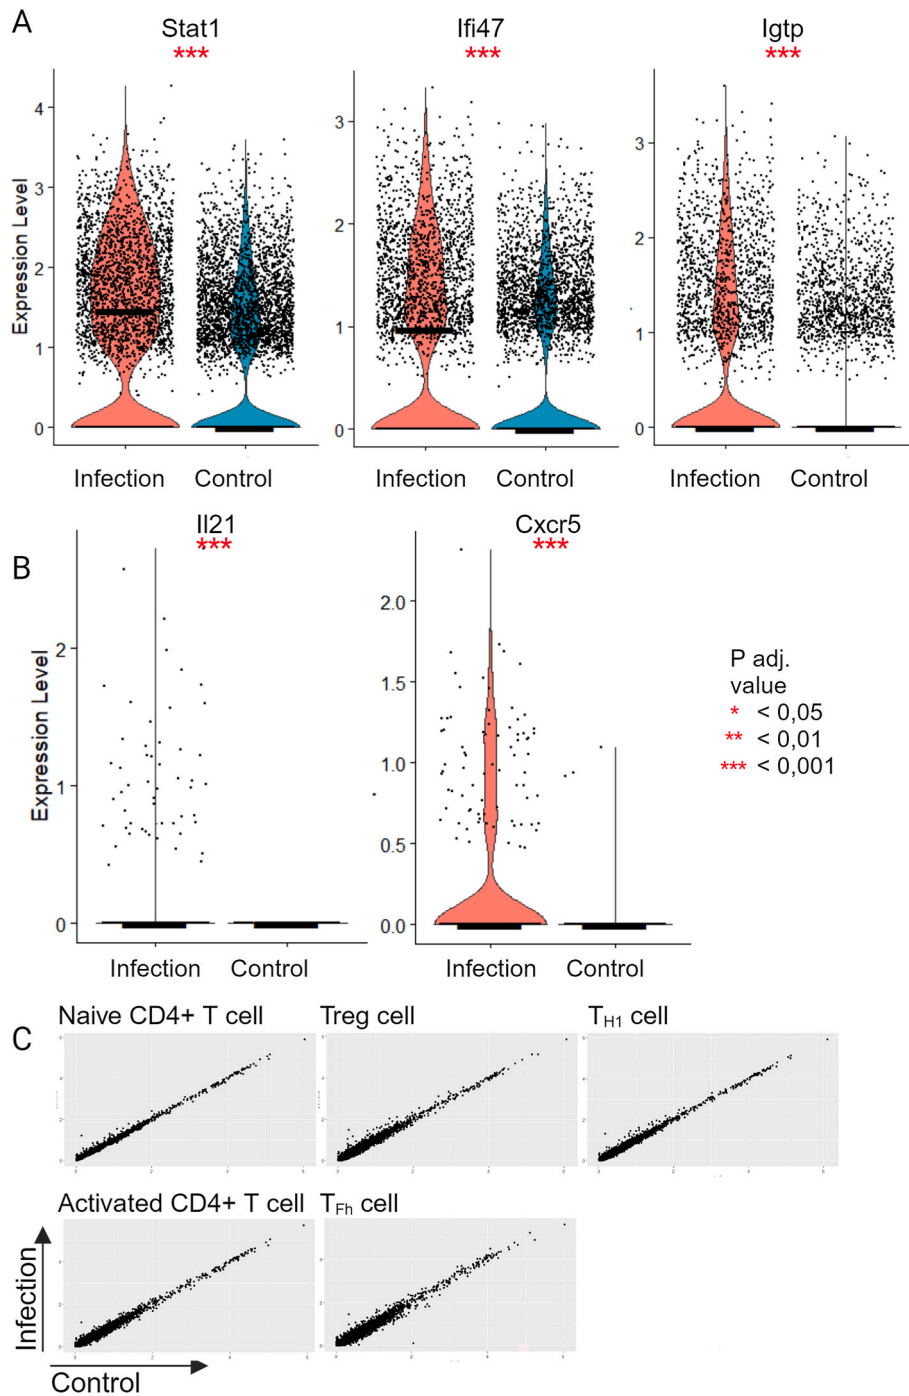 A
Stat1
***
Ifi47
***
Igtp
***
Expression Level
4
3
2
1
0
3
2
1
0
3
2
1
0
Infection Control
Infection Control
Infection Control
B
Il21
***
Cxcr5
***
Expression Level
2
1
0
2.0
1.5
1.0
0.5
0.0
Infection Control
Infection Control
P adj.
value
* < 0,05
** < 0,01
*** < 0,001
C
Naive CD4+ T cell
Treg cell
TH1 cell
Activated CD4+ T cell
TFh cell
Infection
Control